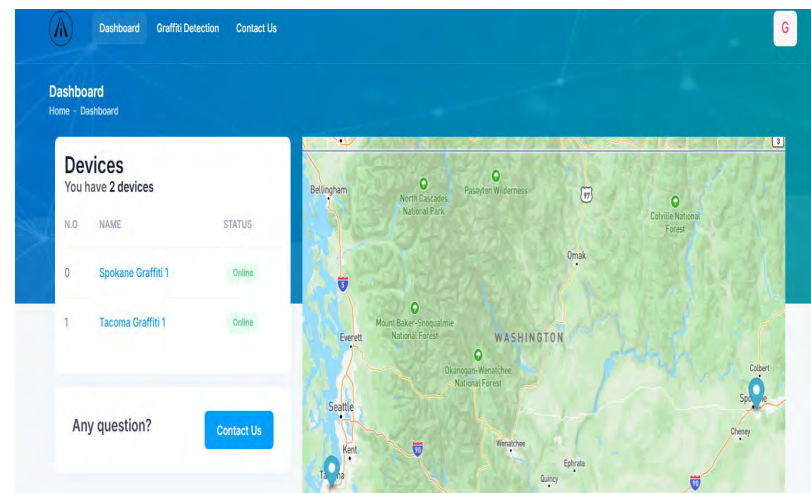 Dashboard Graffiti Detection Contact Us
G
Dashboard
Home - Dashboard
Devices
You have 2 devices
N.O NAME STATUS
0 Spokane Graffiti 1 Online
1 Tacoma Graffiti 1 Online
Any question?
Contact Us
3
Bellingham
North Cascades
National Park
Pasayten Wilderness
97
Colville National
Forest
Omak
5
Mount Baker-Snoqualmie
National Forest
Everett
WASHINGTON
Okanogan-Wenatchee
National Forest
Colbert
Seattle
Cheney
Kent
90
Wenatchee
Ephrata
Quincy
90